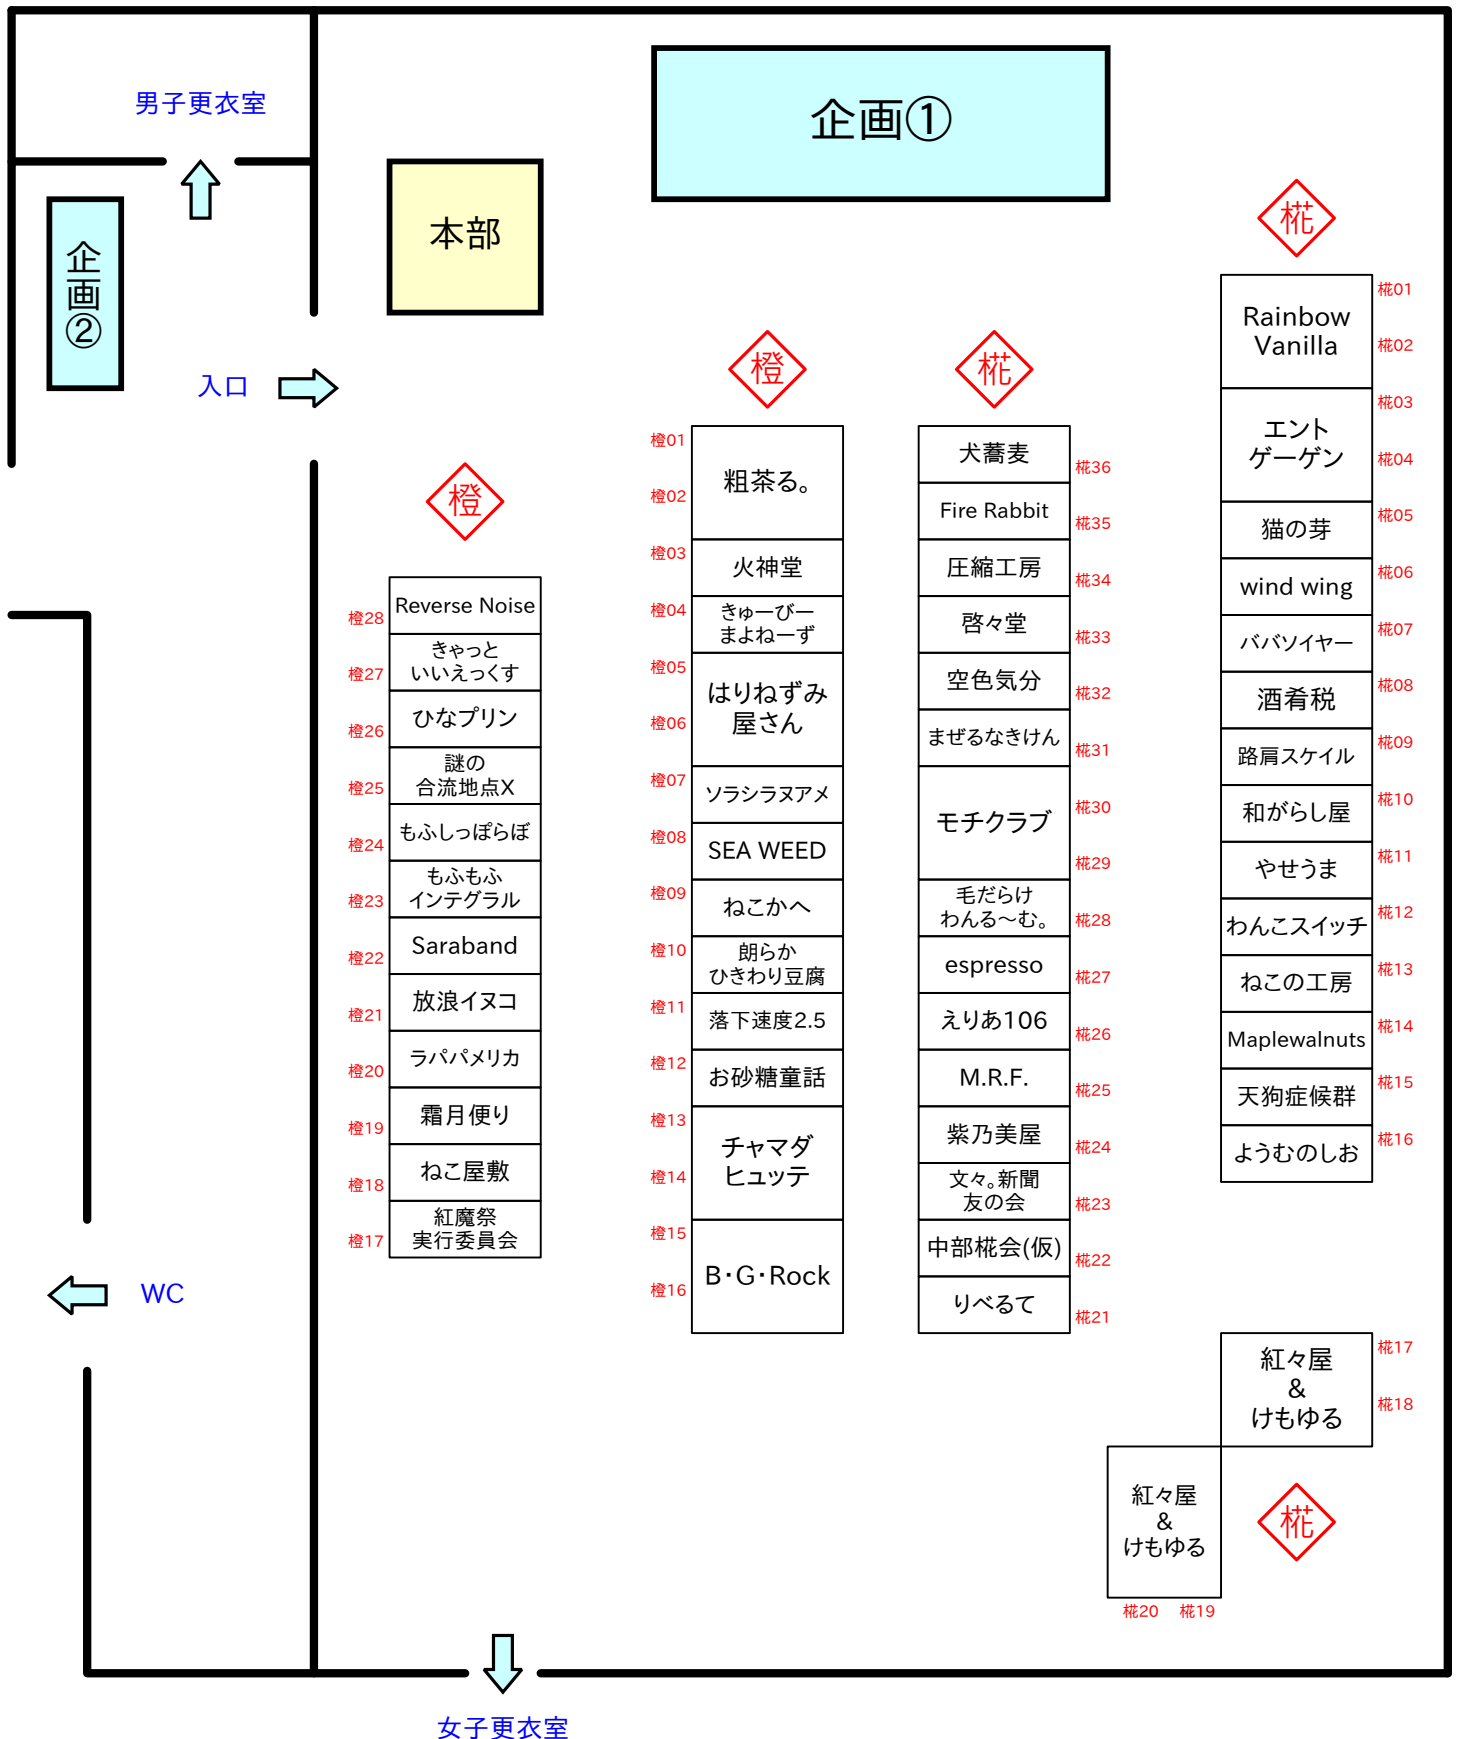 男子更衣室
企画①
本部
企画②
入口
橙
橙28
Reverse Noise
橙27
きゃっと
いいえっくす
橙26
ひなプリン
橙25
謎の
合流地点X
橙24
もふしっぽらぼ
橙23
もふもふ
インテグラル
橙22
Saraband
橙21
放浪イヌコ
橙20
ラパパメリカ
橙19
霜月便り
橙18
ねこ屋敷
橙17
紅魔祭
実行委員会
橙
橙01
橙02
粗茶る。
橙03
火神堂
橙04
きゅーびー
まよねーず
橙05
橙06
はりねずみ
屋さん
橙07
ソラシラヌアメ
橙08
SEA WEED
橙09
ねこかへ
橙10
朗らか
ひきわり豆腐
橙11
落下速度2.5
橙12
お砂糖童話
橙13
橙14
チャマダ
ヒュッテ
橙15
橙16
B・G・Rock
椛
犬蕎麦
椛36
Fire Rabbit
椛35
圧縮工房
椛34
啓々堂
椛33
空色気分
椛32
まぜるなきけん
椛31
モチクラブ
椛30
椛29
毛だらけ
わんる～む。
椛28
espresso
椛27
えりあ106
椛26
M.R.F.
椛25
紫乃美屋
椛24
文々。新聞
友の会
椛23
中部椛会(仮)
椛22
りべるて
椛21
椛
Rainbow
Vanilla
椛01
椛02
エント
ゲーゲン
椛03
椛04
猫の芽
椛05
wind wing
椛06
ババソイヤー
椛07
酒肴税
椛08
路肩スケイル
椛09
和がらし屋
椛10
やせうま
椛11
わんこスイッチ
椛12
ねこの工房
椛13
Maplewalnuts
椛14
天狗症候群
椛15
ようむのしお
椛16
紅々屋
&
けもゆる
椛17
椛18
紅々屋
&
けもゆる
椛20
椛19
椛
WC
女子更衣室